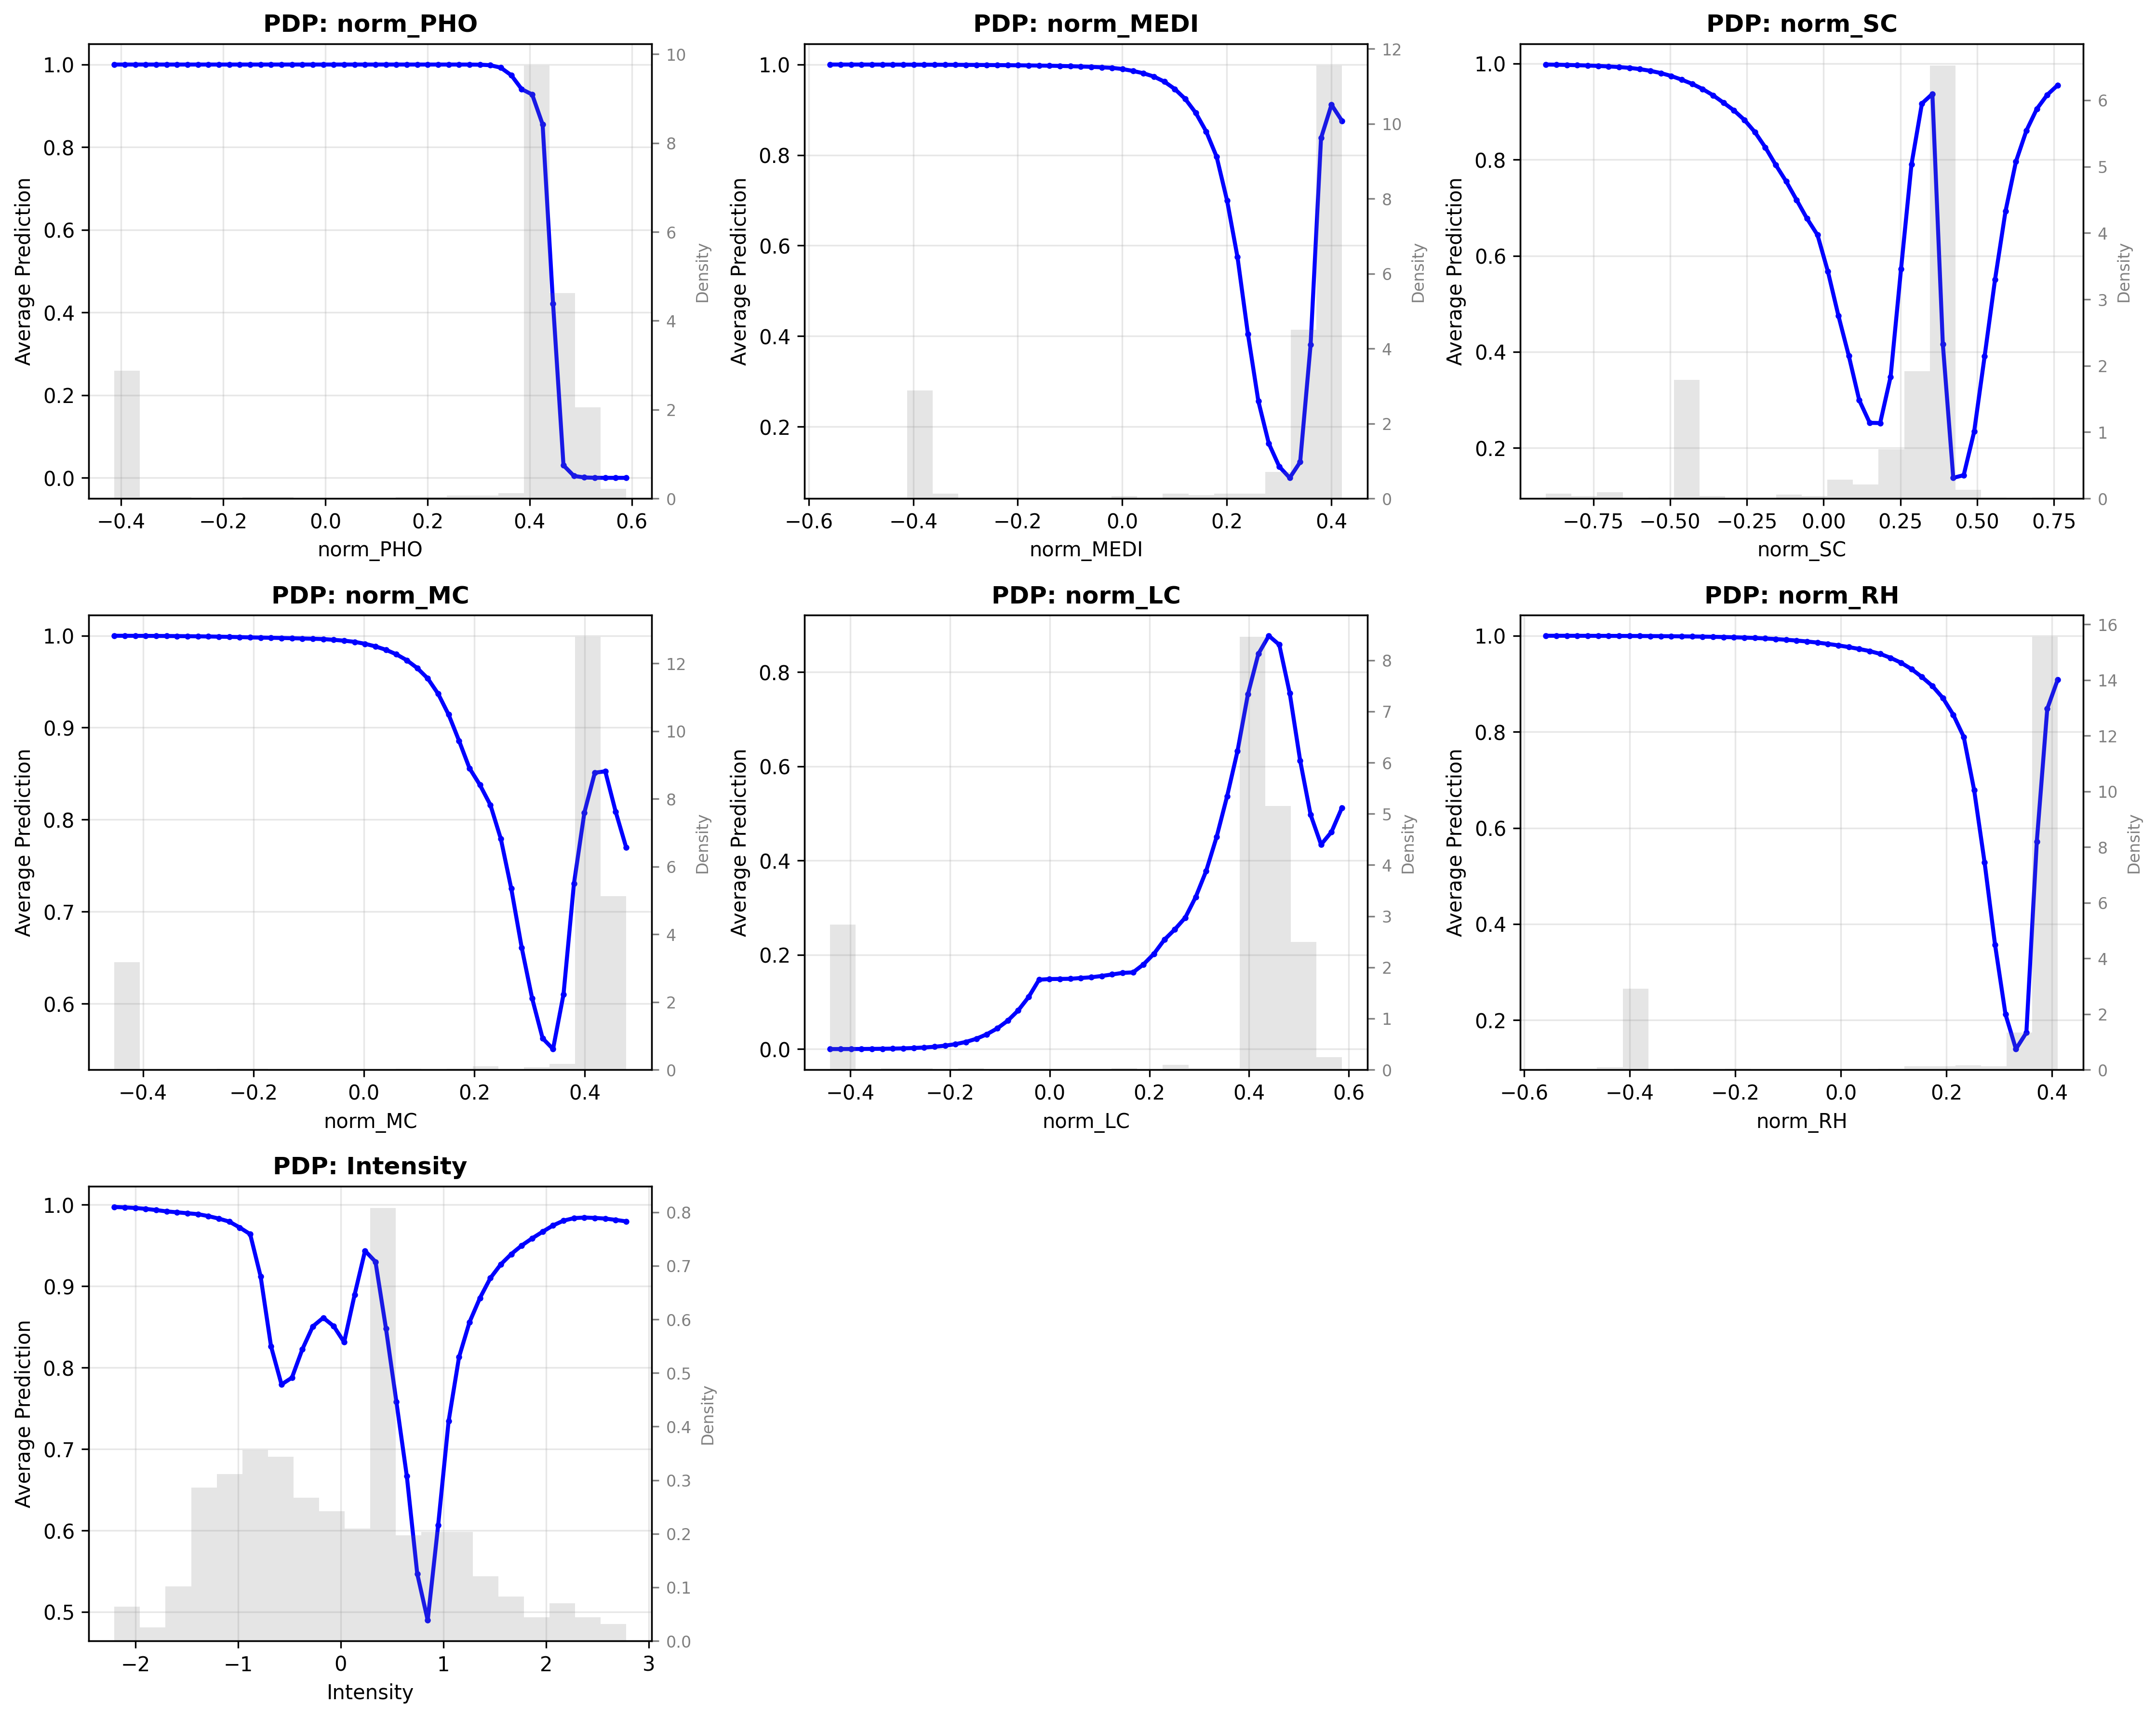 PDP: norm_PHO
1.0
0.8
0.6
0.4
0.2
0.0
Average Prediction
10
8
6
4
2
0
Density
−0.4 −0.2 0.0 0.2 0.4 0.6
norm_PHO
PDP: norm_MEDI
1.0
0.8
0.6
0.4
0.2
Average Prediction
12
10
8
6
4
2
0
Density
−0.6 −0.4 −0.2 0.0 0.2 0.4
norm_MEDI
PDP: norm_SC
1.0
0.8
0.6
0.4
0.2
Average Prediction
6
5
4
3
2
1
0
Density
−0.75 −0.50 −0.25 0.00 0.25 0.50 0.75
norm_SC
PDP: norm_MC
1.0
0.9
0.8
0.7
0.6
Average Prediction
12
10
8
6
4
2
0
Density
−0.4 −0.2 0.0 0.2 0.4
norm_MC
PDP: norm_LC
0.8
0.6
0.4
0.2
0.0
Average Prediction
8
7
6
5
4
3
2
1
0
Density
−0.4 −0.2 0.0 0.2 0.4 0.6
norm_LC
PDP: norm_RH
1.0
0.8
0.6
0.4
0.2
Average Prediction
16
14
12
10
8
6
4
2
0
Density
−0.6 −0.4 −0.2 0.0 0.2 0.4
norm_RH
PDP: Intensity
1.0
0.9
0.8
0.7
0.6
0.5
Average Prediction
0.8
0.7
0.6
0.5
0.4
0.3
0.2
0.1
0.0
Density
−2 −1 0 1 2 3
Intensity